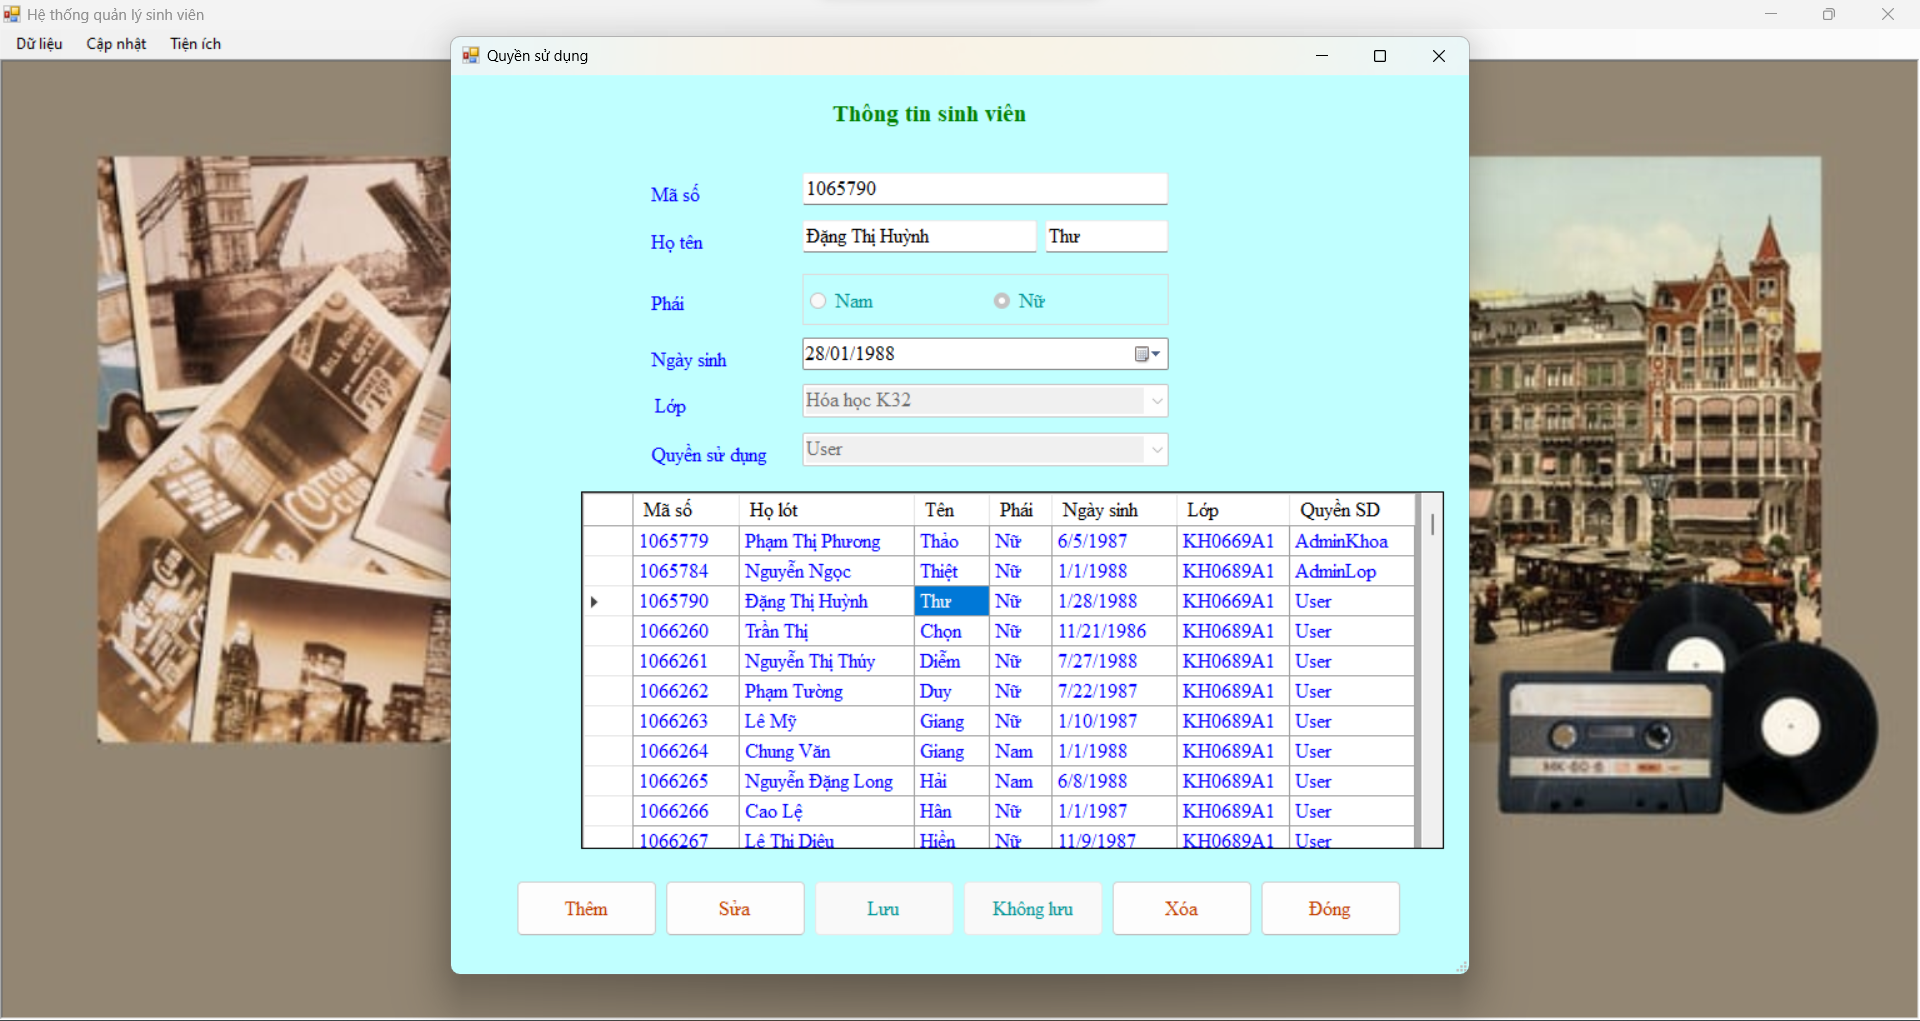 Hệ thống quản lý sinh viên
Dữ liệu Cập nhật Tiện ích
Quyền sử dụng
Thông tin sinh viên
Mã số 1065790
Họ tên Đặng Thị Huỳnh Thư
Phái Nam Nữ
Ngày sinh 28/01/1988
Lớp Hóa học K32
Quyền sử dụng User
Mã số Họ lót Tên Phái Ngày sinh Lớp Quyền SD
1065779 Phạm Thị Phương Thảo Nữ 6/5/1987 KH0669A1 AdminKhoa
1065784 Nguyễn Ngọc Thiệt Nữ 1/1/1988 KH0689A1 AdminLop
1065790 Đặng Thị Huỳnh Thư Nữ 1/28/1988 KH0669A1 User
1066260 Trần Thị Chọn Nữ 11/21/1986 KH0689A1 User
1066261 Nguyễn Thị Thúy Diễm Nữ 7/27/1988 KH0689A1 User
1066262 Phạm Tường Duy Nữ 7/22/1987 KH0689A1 User
1066263 Lê Mỹ Giang Nữ 1/10/1987 KH0689A1 User
1066264 Chung Văn Giang Nam 1/1/1988 KH0689A1 User
1066265 Nguyễn Đặng Long Hải Nam 6/8/1988 KH0689A1 User
1066266 Cao Lệ Hân Nữ 1/1/1987 KH0689A1 User
1066267 Lê Thị Diệu Hiền Nữ 11/9/1987 KH0689A1 User
Thêm Sửa Lưu Không lưu Xóa Đóng
COTTON
CLUB